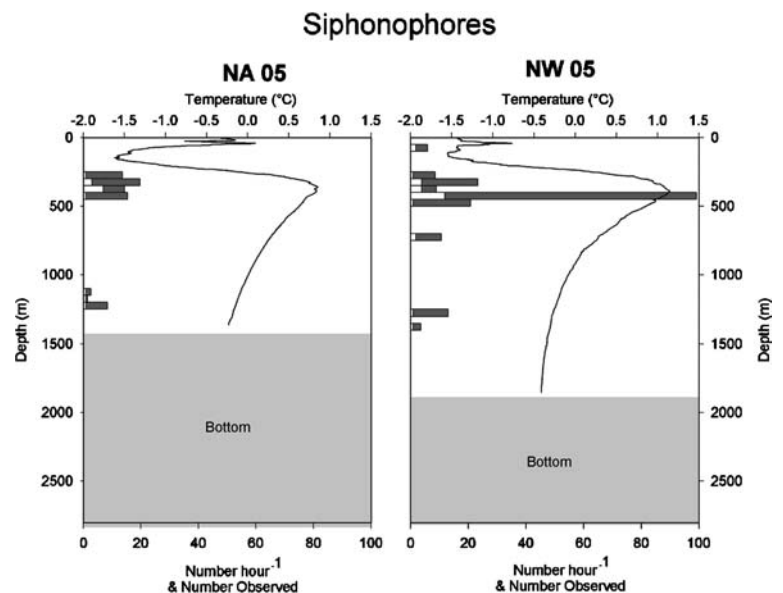 Siphonophores
NA 05
NW 05
Temperature (°C)
Temperature (°C)
-2.0 -1.5 -1.0 -0.5 0.0 0.5 1.0 1.5
-2.0 -1.5 -1.0 -0.5 0.0 0.5 1.0 1.5
0
500
1000
1500
2000
2500
Depth (m)
Bottom
Bottom
0
500
1000
1500
2000
2500
Depth (m)
0 20 40 60 80 100
0 20 40 60 80 100
Number hour-1
& Number Observed
Number hour-1
& Number Observed